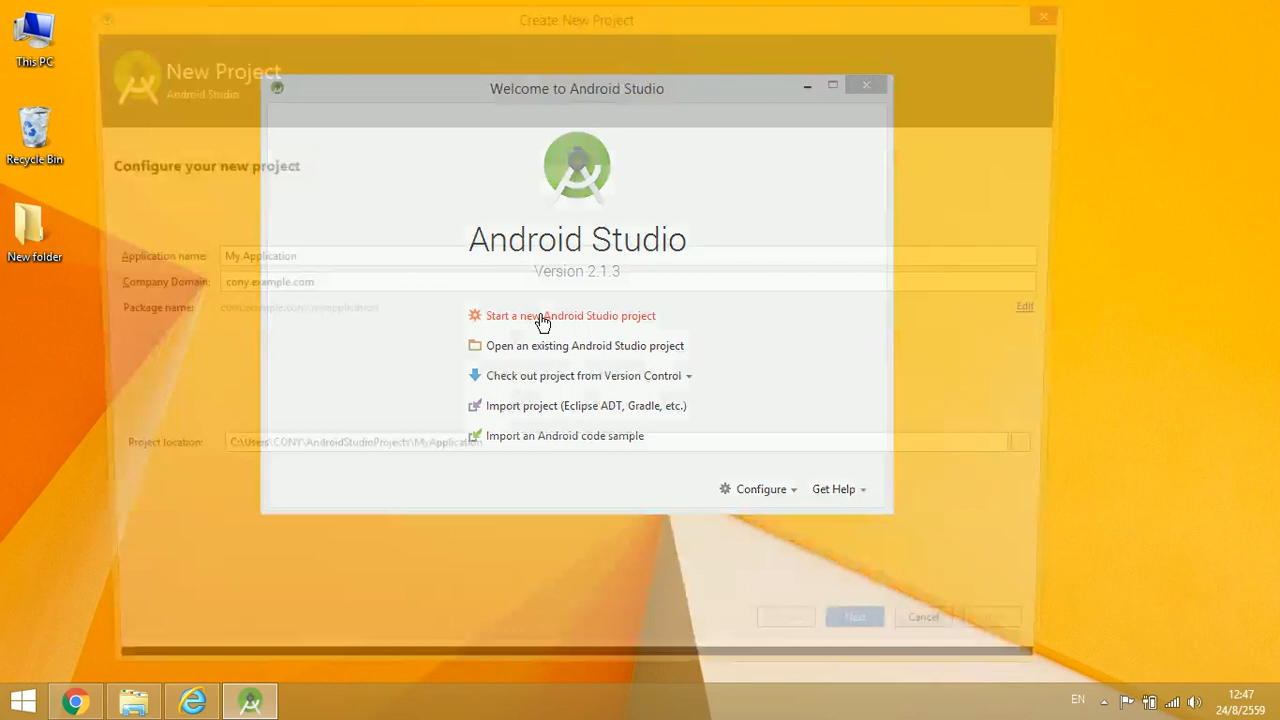 This PC
Recycle Bin
New folder
Create New Project
New Project
Android Studio
Configure your new project
Application name:
My Application
Company Domain:
cony.example.com
Package name:
Edit
Project location:
C:\Users\CONY\AndroidStudioProjects\MyApplication
Next
Cancel
Welcome to Android Studio
Android Studio
Version 2.1.3
Start a new Android Studio project
Open an existing Android Studio project
Check out project from Version Control
Import project (Eclipse ADT, Gradle, etc.)
Import an Android code sample
Configure
Get Help
EN
12:47
24/8/2559